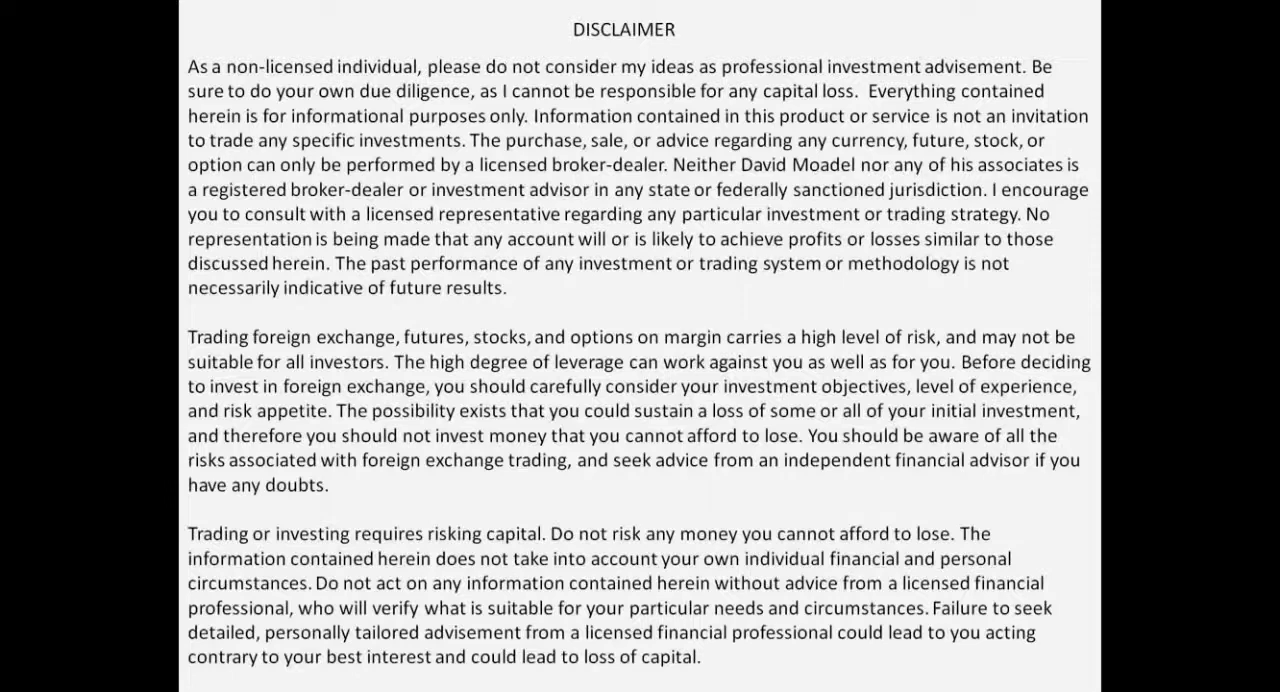 DISCLAIMER
As a non-licensed individual, please do not consider my ideas as professional investment advisement. Be
sure to do your own due diligence, as I cannot be responsible for any capital loss.  Everything contained
herein is for informational purposes only. Information contained in this product or service is not an invitation
to trade any specific investments. The purchase, sale, or advice regarding any currency, future, stock, or
option can only be performed by a licensed broker-dealer. Neither David Moadel nor any of his associates is
a registered broker-dealer or investment advisor in any state or federally sanctioned jurisdiction. I encourage
you to consult with a licensed representative regarding any particular investment or trading strategy. No
representation is being made that any account will or is likely to achieve profits or losses similar to those
discussed herein. The past performance of any investment or trading system or methodology is not
necessarily indicative of future results.
Trading foreign exchange, futures, stocks, and options on margin carries a high level of risk, and may not be
suitable for all investors. The high degree of leverage can work against you as well as for you. Before deciding
to invest in foreign exchange, you should carefully consider your investment objectives, level of experience,
and risk appetite. The possibility exists that you could sustain a loss of some or all of your initial investment,
and therefore you should not invest money that you cannot afford to lose. You should be aware of all the
risks associated with foreign exchange trading, and seek advice from an independent financial advisor if you
have any doubts.
Trading or investing requires risking capital. Do not risk any money you cannot afford to lose. The
information contained herein does not take into account your own individual financial and personal
circumstances. Do not act on any information contained herein without advice from a licensed financial
professional, who will verify what is suitable for your particular needs and circumstances. Failure to seek
detailed, personally tailored advisement from a licensed financial professional could lead to you acting
contrary to your best interest and could lead to loss of capital.